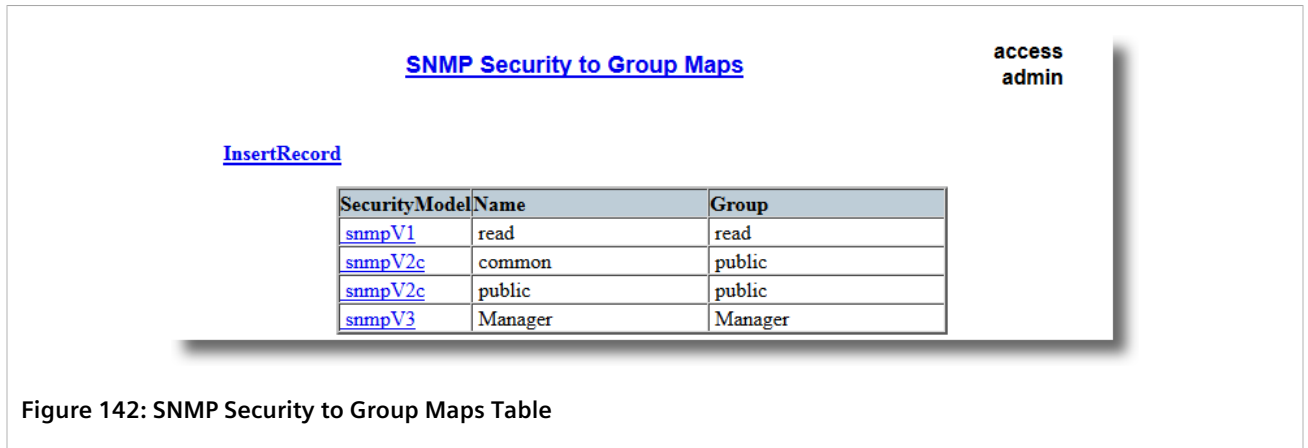 SNMP Security to Group Maps
access
admin
InsertRecord
SecurityModel Name Group
snmpV1 read read
snmpV2c common public
snmpV2c public public
snmpV3 Manager Manager
Figure 142: SNMP Security to Group Maps Table